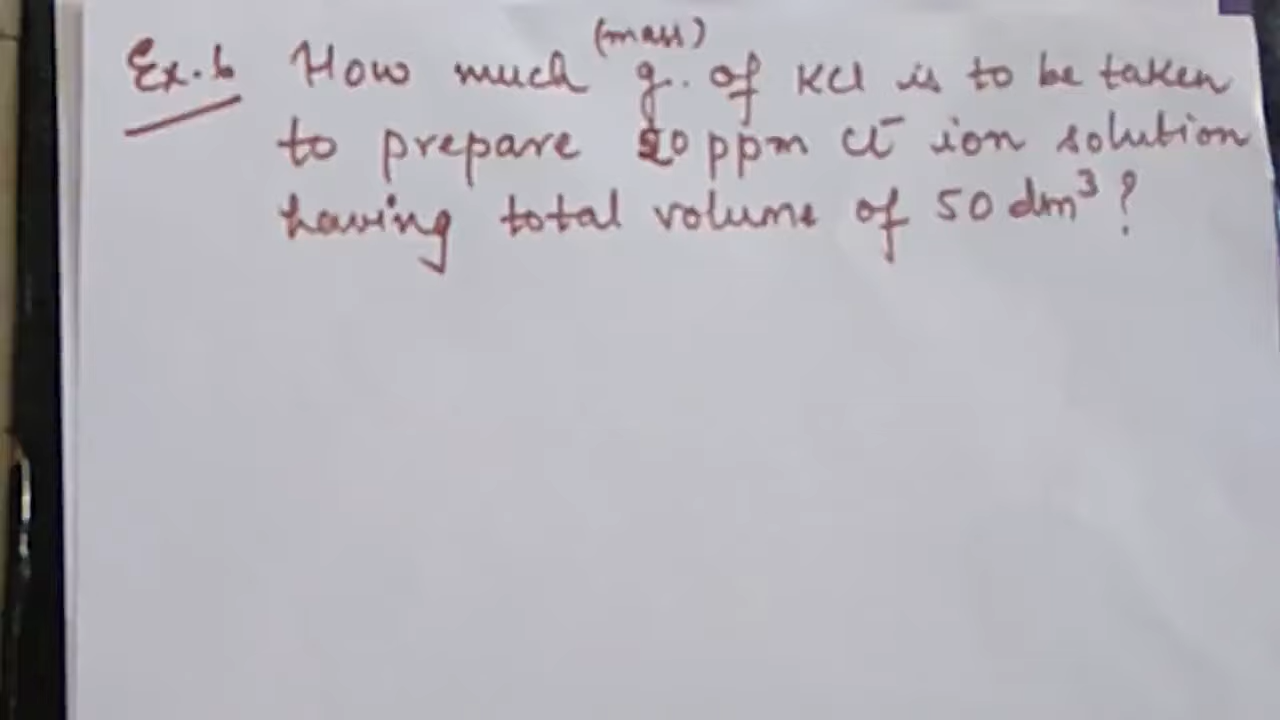 (mass)
Ex.6 How much g. of KCl is to be taken
to prepare ppm Cl⁻ ion solution
having total volume of 50 dm³?